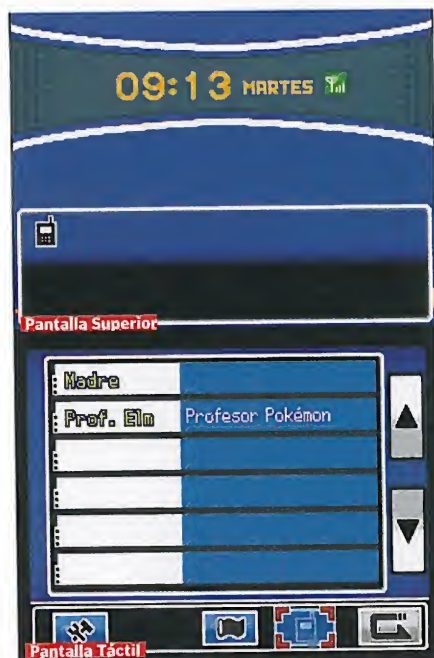 09:13 MARTES
Pantalla Superior
Madre
Prof. Elm Profesor Pokémon
Pantalla Táctil